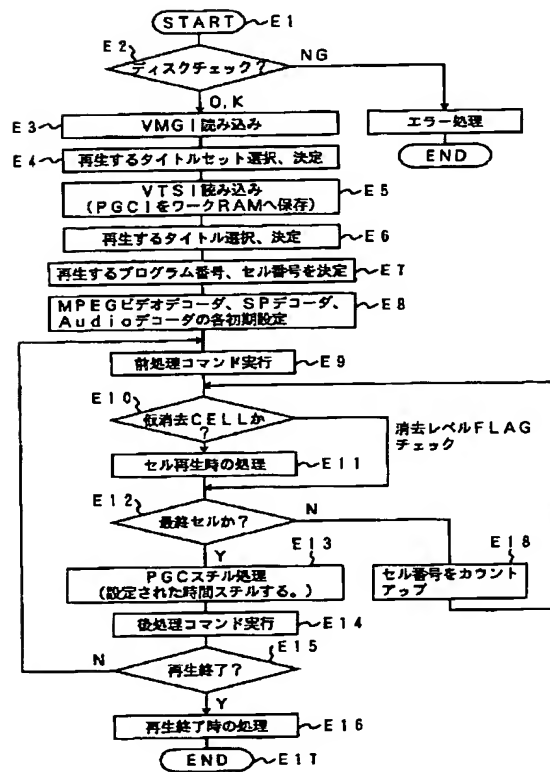 START
E1
E2
ディスクチェック?
NG
O,K
E3
VMGI読み込み
エラー処理
E4
再生するタイトルセット選択、決定
END
VTSI読み込み
(PGCIをワークRAMへ保存)
E5
再生するタイトル選択、決定
E6
再生するプログラム番号、セル番号を決定
E7
MPEGビデオデコーダ、SPデコーダ、
Audioデコーダの各初期設定
E8
前処理コマンド実行
E9
E10
仮消去CELLか
?
消去レベルFLAG
チェック
セル再生時の処理
E11
E12
最終セルか?
N
Y
E13
E18
PGCスチル処理
(設定された時間スチルする。)
セル番号をカウント
アップ
後処理コマンド実行
E14
N
再生終了?
E15
Y
再生終了時の処理
E16
END
E17